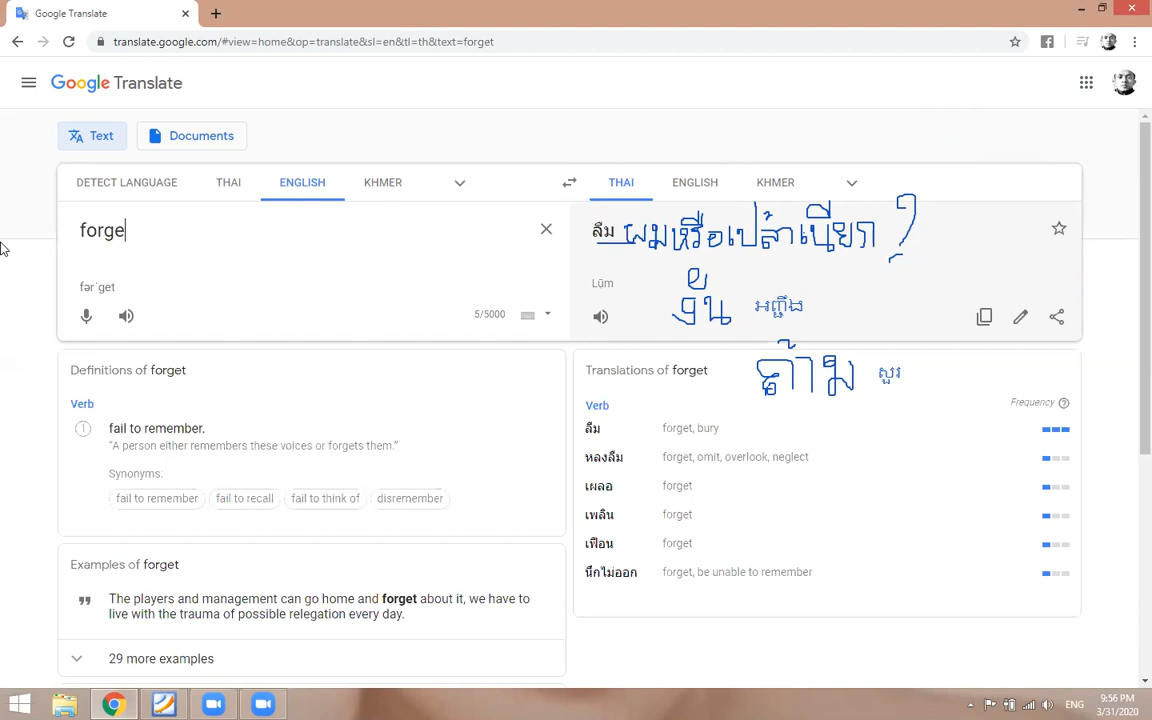 Google Translate
translate.google.com/#view=home&op=translate&sl=en&tl=th&text=forget
Google Translate
Text
Documents
DETECT LANGUAGE THAI ENGLISH KHMER
THAI ENGLISH KHMER
forge
fərˈget
5/5000
ลืม
Lūm
អញ្ជឹង
សួរ
Definitions of forget
Verb
1 fail to remember.
"A person either remembers these voices or forgets them."
Synonyms:
fail to remember fail to recall fail to think of disremember
Examples of forget
The players and management can go home and forget about it, we have to
live with the trauma of possible relegation every day.
29 more examples
Translations of forget
Verb Frequency
ลืม forget, bury
หลงลืม forget, omit, overlook, neglect
เผลอ forget
เพลิน forget
เฟือน forget
นึกไม่ออก forget, be unable to remember
ENG
9:56 PM
3/31/2020